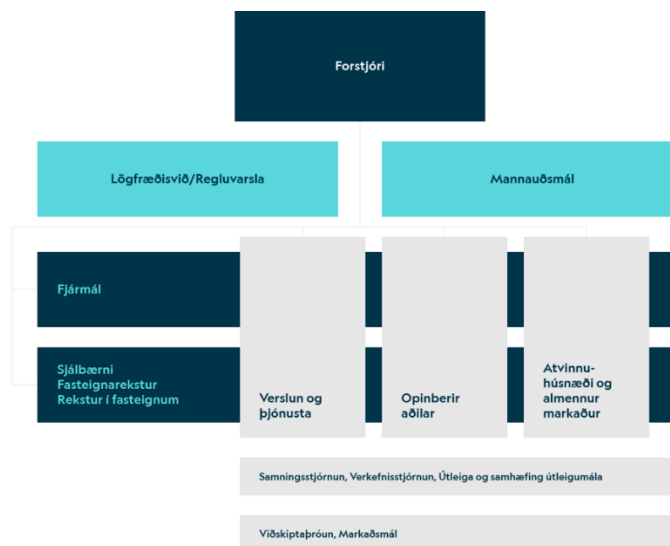 Forstjóri
Lögfræðisvið/Regluvarsla
Mannauðsmál
Fjármál
Sjálbærni
Fasteignarekstur
Rekstur í fasteignum
Verslun og
þjónusta
Opinberir
aðilar
Atvinnu-
húsnæði og
almennur
markaður
Samningsstjórnun, Verkefnisstjórnun, Útleiga og samhæfing útleigumála
Viðskiptaþróun, Markaðsmál